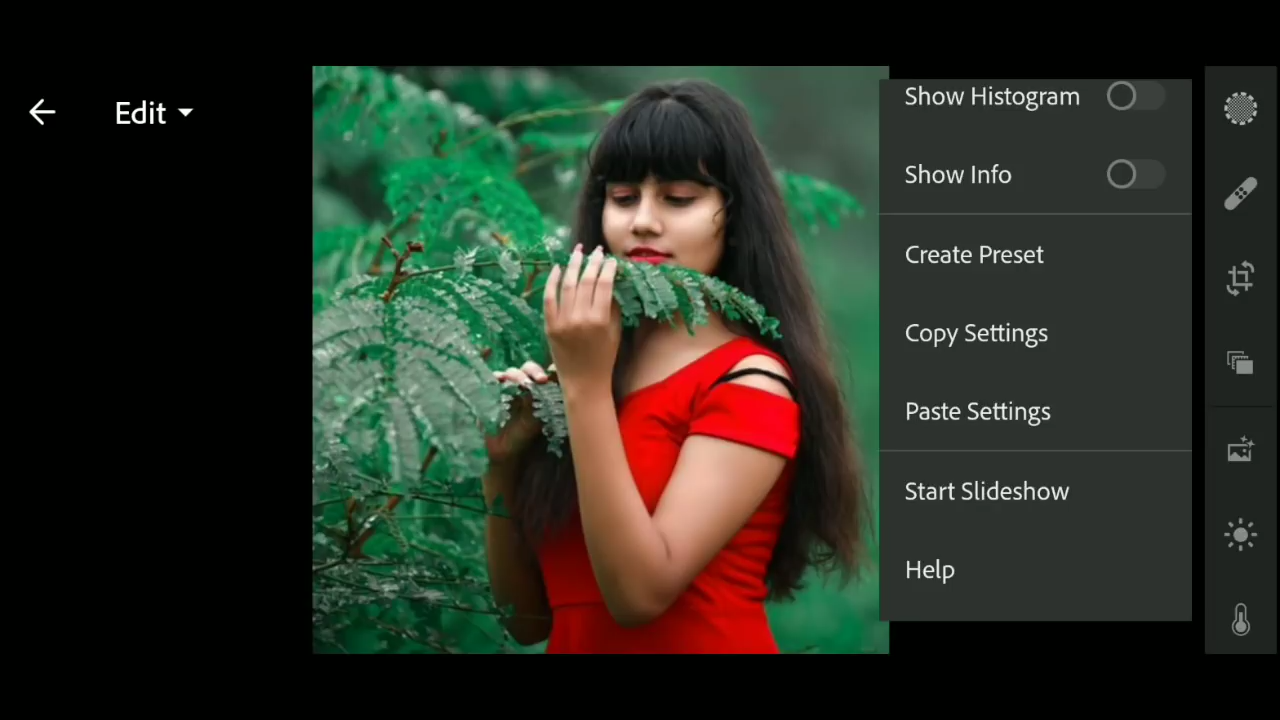 Edit
Show Histogram
Show Info
Create Preset
Copy Settings
Paste Settings
Start Slideshow
Help